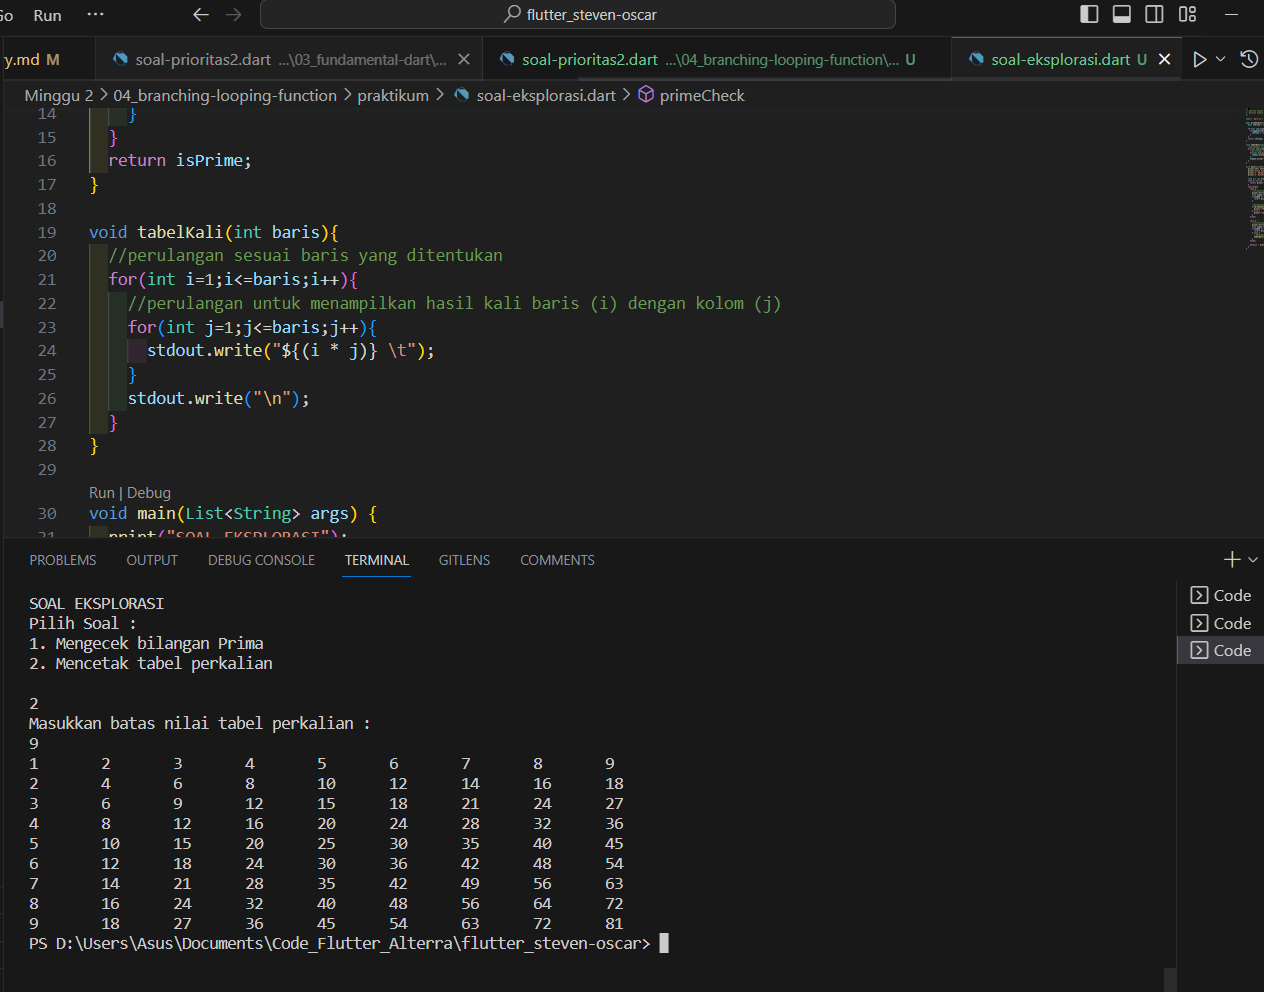 Go Run ··· flutter_steven-oscar
y.md M soal-prioritas2.dart ...\03_fundamental-dart\... soal-prioritas2.dart ...\04_branching-looping-function\... U soal-eksplorasi.dart U
Minggu 2 > 04_branching-looping-function > praktikum > soal-eksplorasi.dart > primeCheck
14 }
15 }
16 return isPrime;
17 }
18
19 void tabelKali(int baris){
20 //perulangan sesuai baris yang ditentukan
21 for(int i=1;i<=baris;i++){
22 //perulangan untuk menampilkan hasil kali baris (i) dengan kolom (j)
23 for(int j=1;j<=baris;j++){
24 stdout.write("${(i * j)} \t");
25 }
26 stdout.write("\n");
27 }
28 }
29
Run | Debug
30 void main(List<String> args) {
31 print("SOAL EKSPLORASI");
PROBLEMS OUTPUT DEBUG CONSOLE TERMINAL GITLENS COMMENTS
SOAL EKSPLORASI
Pilih Soal :
1. Mengecek bilangan Prima
2. Mencetak tabel perkalian
2
Masukkan batas nilai tabel perkalian :
9
1 2 3 4 5 6 7 8 9
2 4 6 8 10 12 14 16 18
3 6 9 12 15 18 21 24 27
4 8 12 16 20 24 28 32 36
5 10 15 20 25 30 35 40 45
6 12 18 24 30 36 42 48 54
7 14 21 28 35 42 49 56 63
8 16 24 32 40 48 56 64 72
9 18 27 36 45 54 63 72 81
PS D:\Users\Asus\Documents\Code_Flutter_Alterra\flutter_steven-oscar>
Code
Code
Code